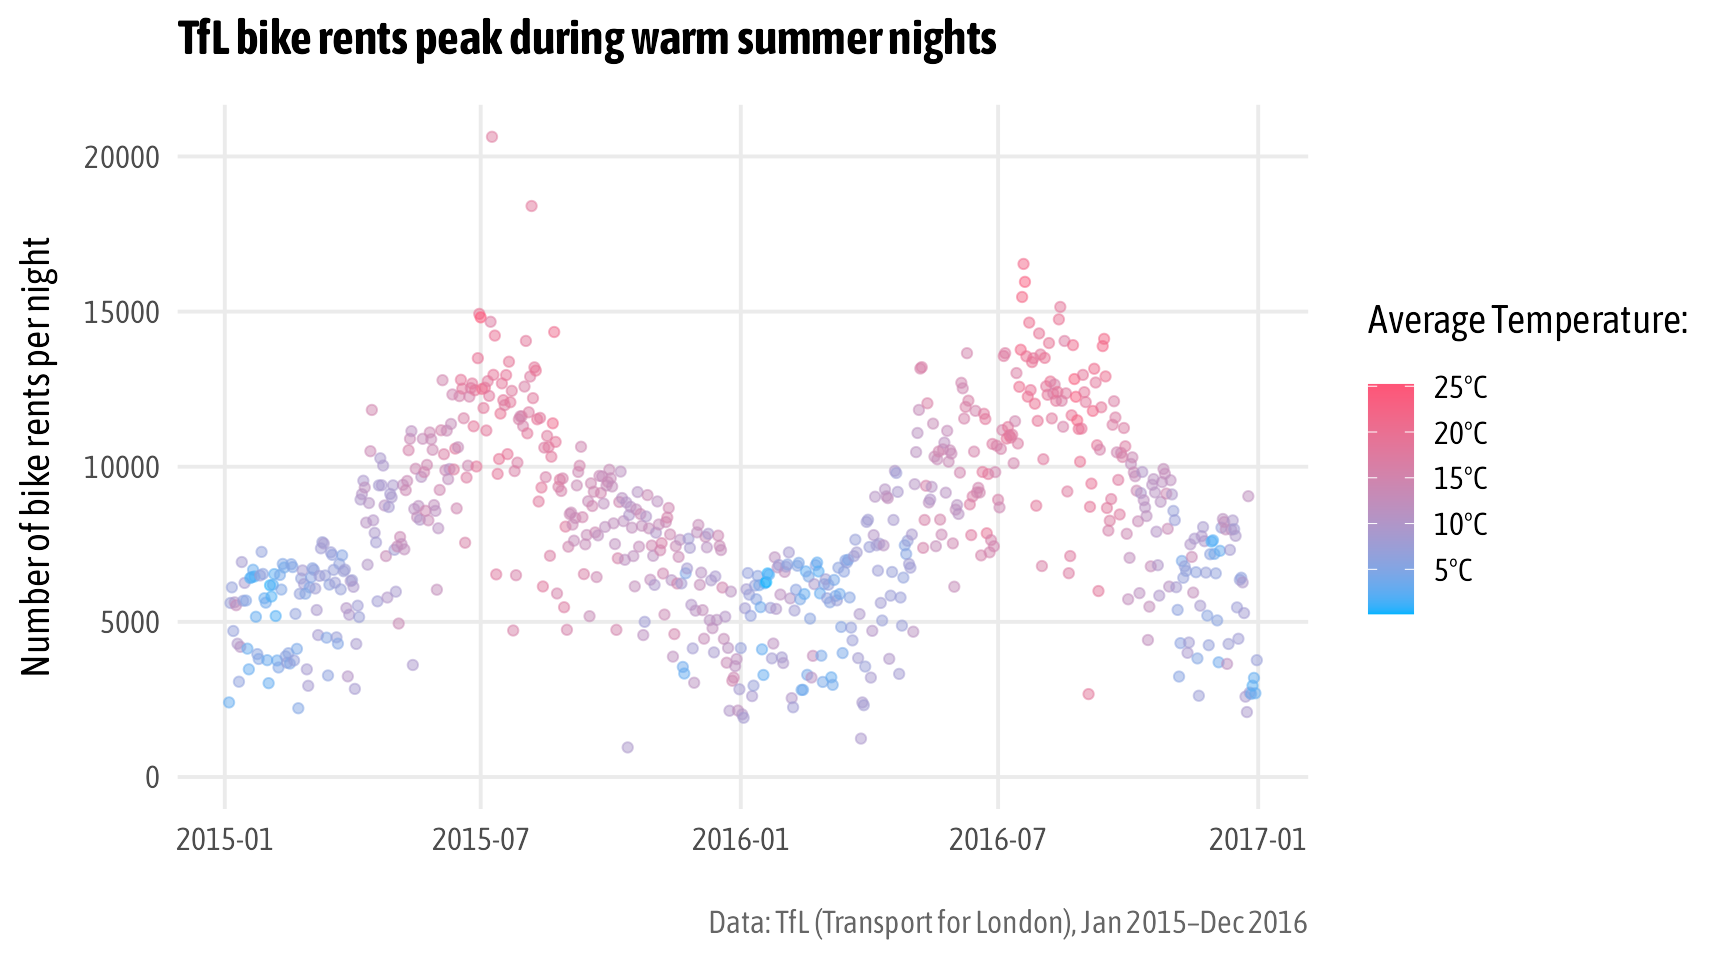 TfL bike rents peak during warm summer nights
Number of bike rents per night
20000
15000
10000
5000
0
2015-01
2015-07
2016-01
2016-07
2017-01
Average Temperature:
25°C
20°C
15°C
10°C
5°C
Data: TfL (Transport for London), Jan 2015–Dec 2016